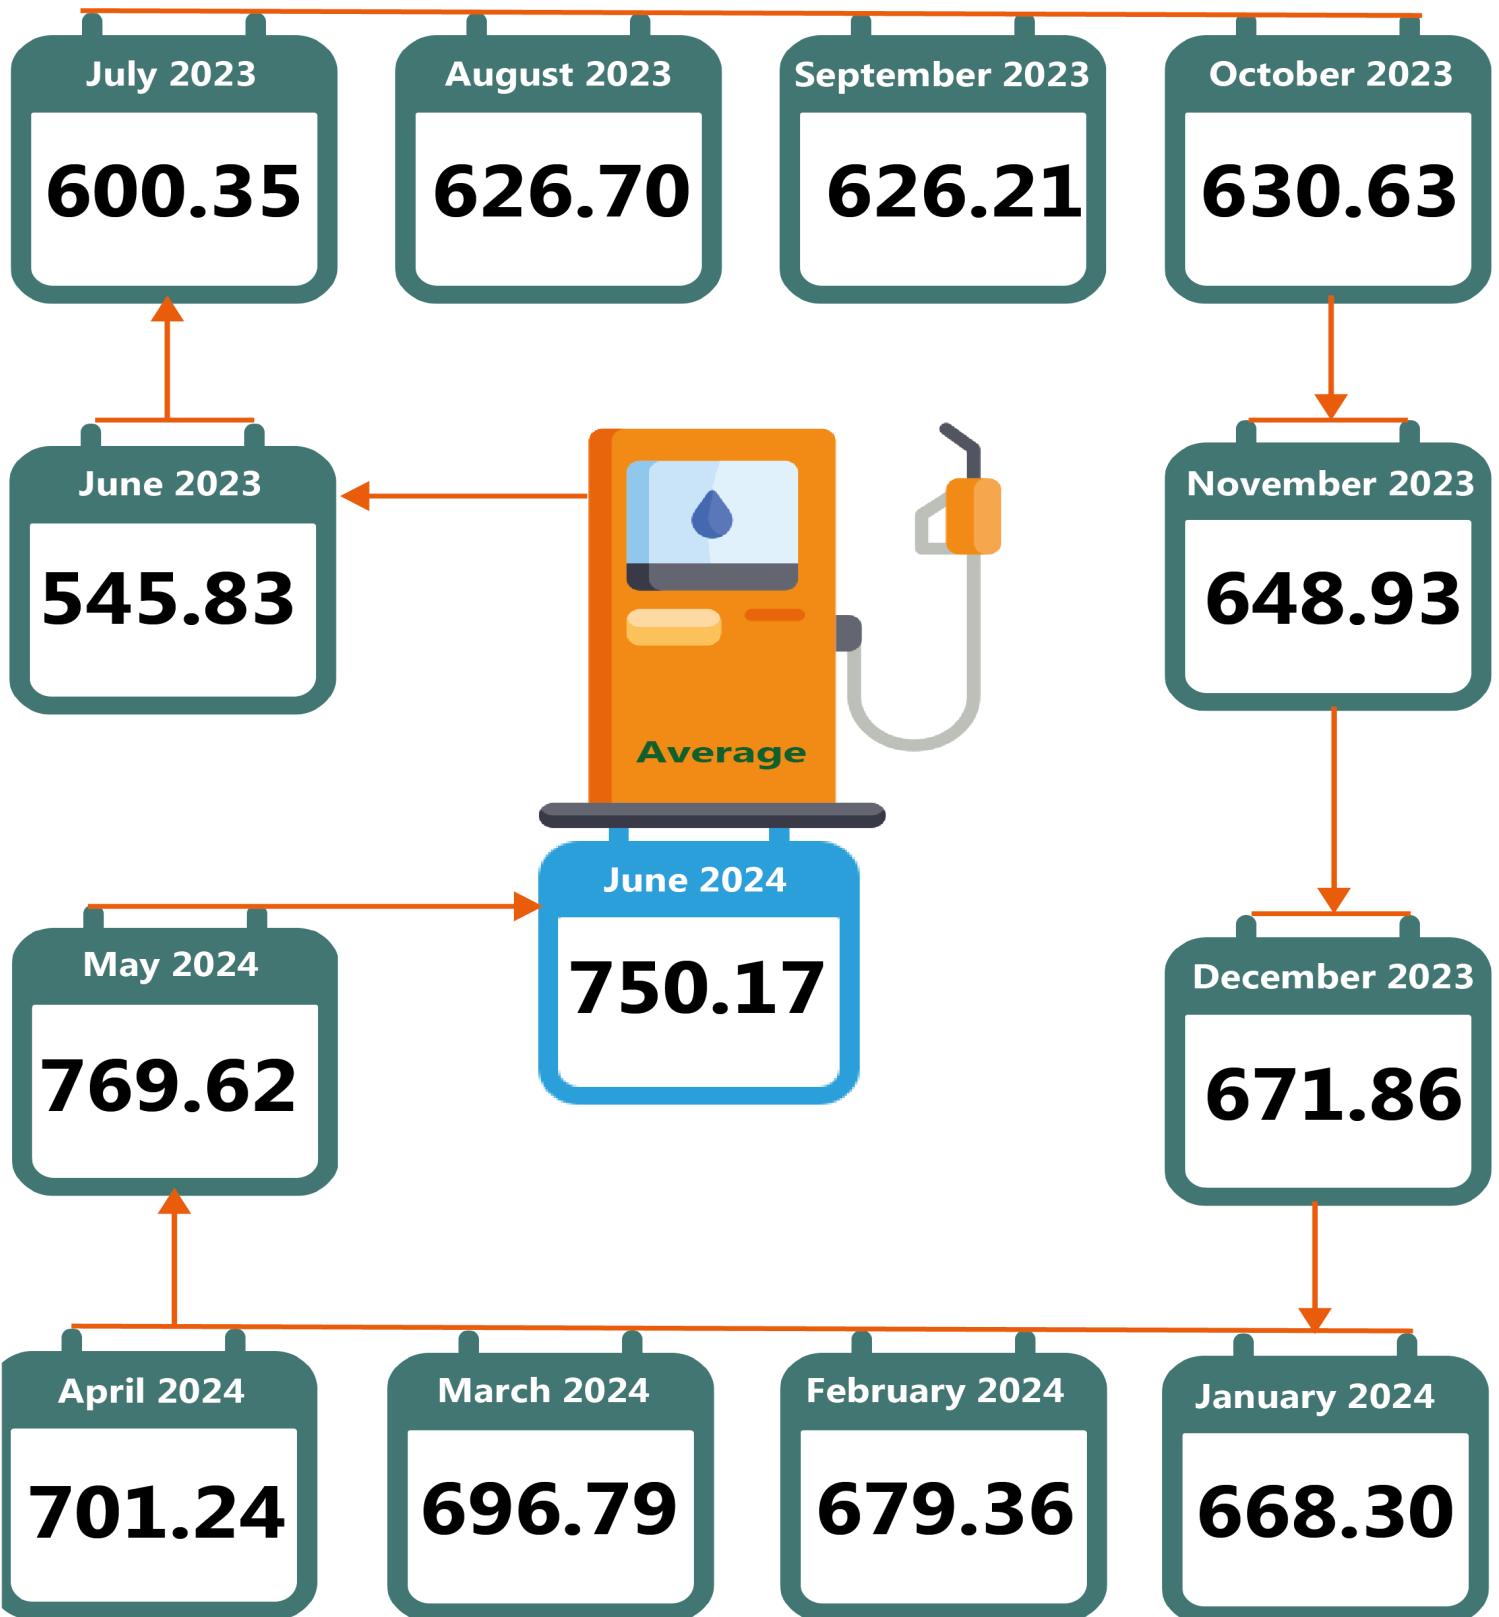 July 2023
600.35
August 2023
626.70
September 2023
626.21
October 2023
630.63
June 2023
545.83
Average
November 2023
648.93
June 2024
750.17
May 2024
769.62
December 2023
671.86
April 2024
701.24
March 2024
696.79
February 2024
679.36
January 2024
668.30